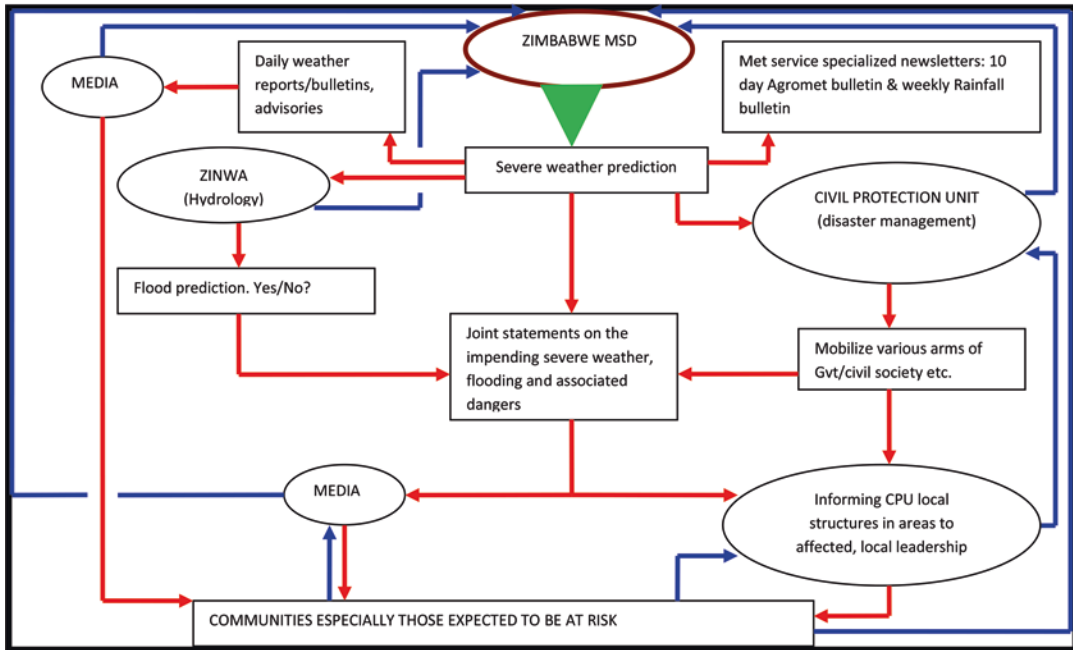 ZIMBABWE MSD
MEDIA
Daily weather
reports/bulletins,
advisories
Met service specialized newsletters: 10
day Agromet bulletin & weekly Rainfall
bulletin
Severe weather prediction
ZINWA
(Hydrology)
CIVIL PROTECTION UNIT
(disaster management)
Flood prediction. Yes/No?
Joint statements on the
impending severe weather,
flooding and associated
dangers
Mobilize various arms of
Gvt/civil society etc.
MEDIA
Informing CPU local
structures in areas to
affected, local leadership
COMMUNITIES ESPECIALLY THOSE EXPECTED TO BE AT RISK